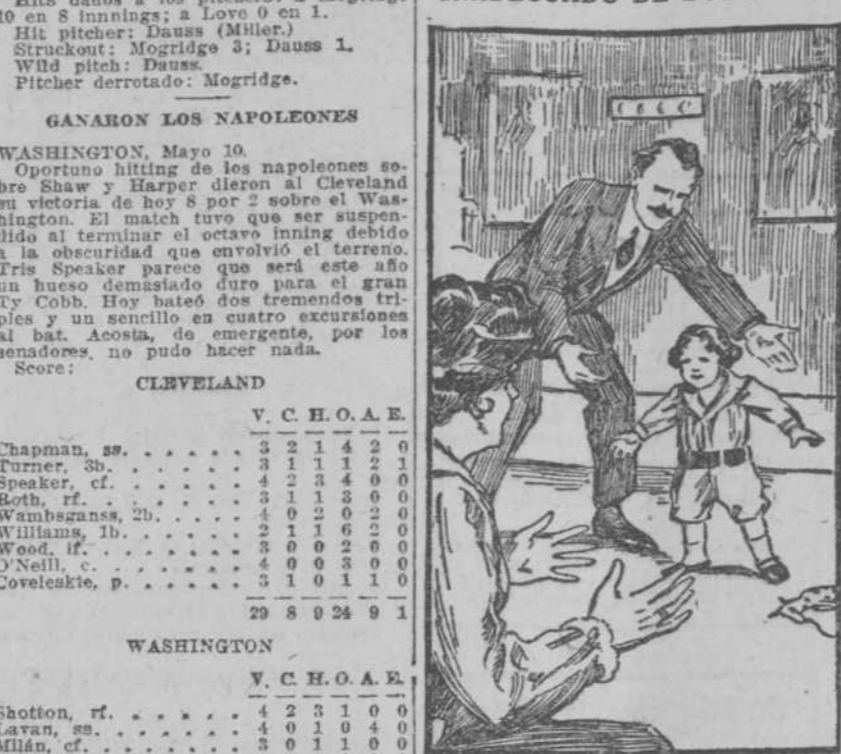 10 en 8 innnings; a Love 0 en 1.
Hit pitcher: Dauss (Miller.)
Struckout: Mogridge 3; Dauss 1.
Wild pitch: Dauss.
Pitcher derrotado: Mogridge.
GANARON LOS NAPOLEONES
WASHINGTON, Mayo 10.
Oportuno hitting de los napoleones so-
bre Shaw y Harper dieron al Cleveland
su victoria de hoy 8 por 2 sobre el Was-
hington. El match tuvo que ser suspen-
dido al terminar el octavo inning debido
a la obscuridad que envolvió el terreno.
Tris Speaker parece que será este año
un hueso demasiado duro para el gran
Ty Cobb. Hoy bateó dos tremendos tri-
ples y un sencillo en cuatro excursiones
al bat. Acosta, de emergente, por los
senadores, no pudo hacer nada.
Score:
CLEVELAND
V. C. H. O. A. E.
Chapman, ss. . . . . . 3 2 1 4 2 0
Turner, 3b. . . . . . 3 1 1 1 2 1
Speaker, cf. . . . . . 4 2 3 4 0 0
Roth, rf. . . . . . . 3 1 1 3 0 0
Wambsganss, 2b. . . . . 4 0 2 0 2 0
Williams, 1b. . . . . . 2 1 1 6 2 0
Wood, lf. . . . . . . 3 0 0 2 0 0
O'Neill, c. . . . . . . 4 0 0 3 0 0
Coveleskie, p. . . . . . 3 1 0 1 1 0
29 8 9 24 9 1
WASHINGTON
V. C. H. O. A. E.
Shotton, rf. . . . . . . 4 2 3 1 0 0
Lavan, ss. . . . . . . 4 0 1 0 4 0
Milán, cf. . . . . . . 3 0 1 1 0 0